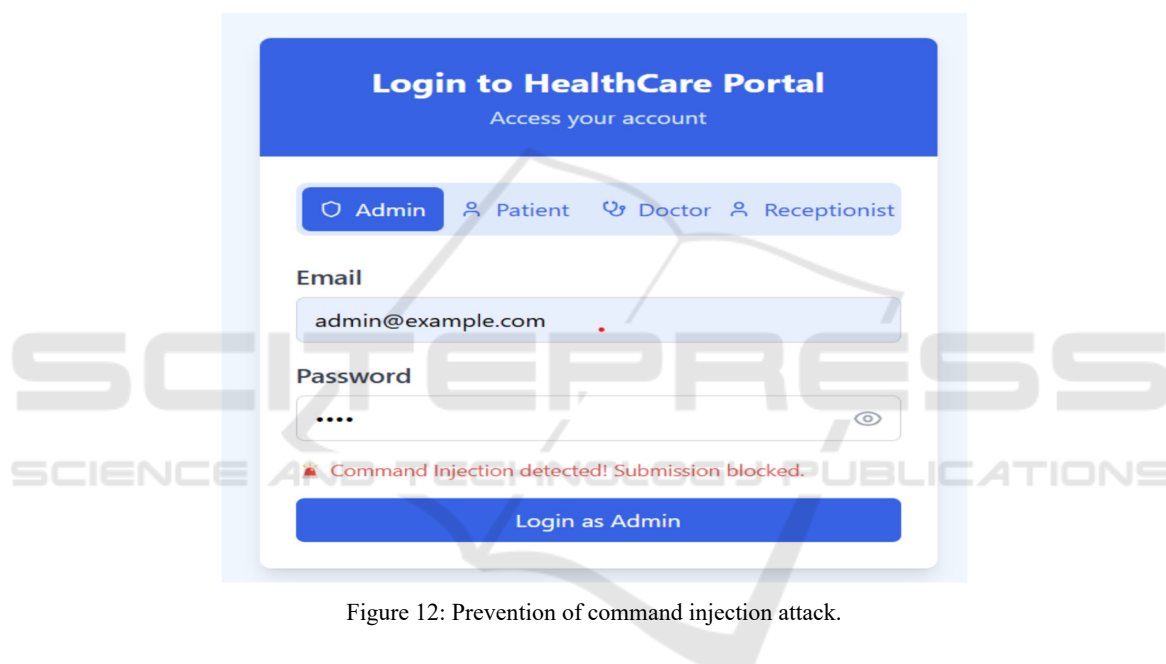 Login to HealthCare Portal
Access your account
Admin Patient Doctor Receptionist
Email
admin@example.com
Password
••••
Command Injection detected! Submission blocked.
Login as Admin
SCITEPRESS
SCIENCE AND TECHNOLOGY PUBLICATIONS
Figure 12: Prevention of command injection attack.